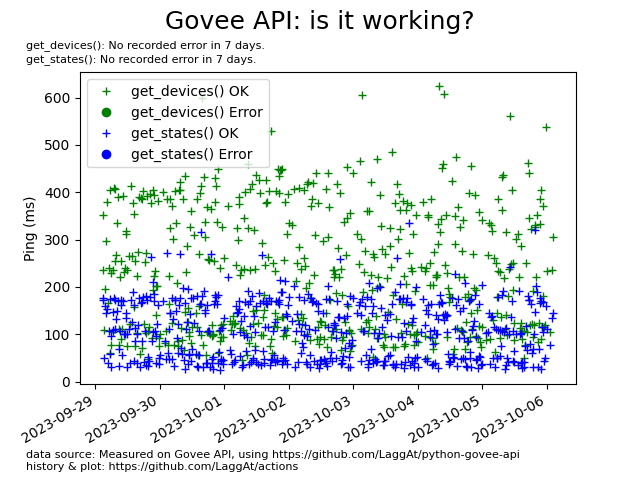 Govee API: is it working?
get_devices(): No recorded error in 7 days.
get_states(): No recorded error in 7 days.
get_devices() OK
get_devices() Error
get_states() OK
get_states() Error
Ping (ms)
600
500
400
300
200
100
0
2023-09-29
2023-09-30
2023-10-01
2023-10-02
2023-10-03
2023-10-04
2023-10-05
2023-10-06
data source: Measured on Govee API, using https://github.com/LaggAt/python-govee-api
history & plot: https://github.com/LaggAt/actions